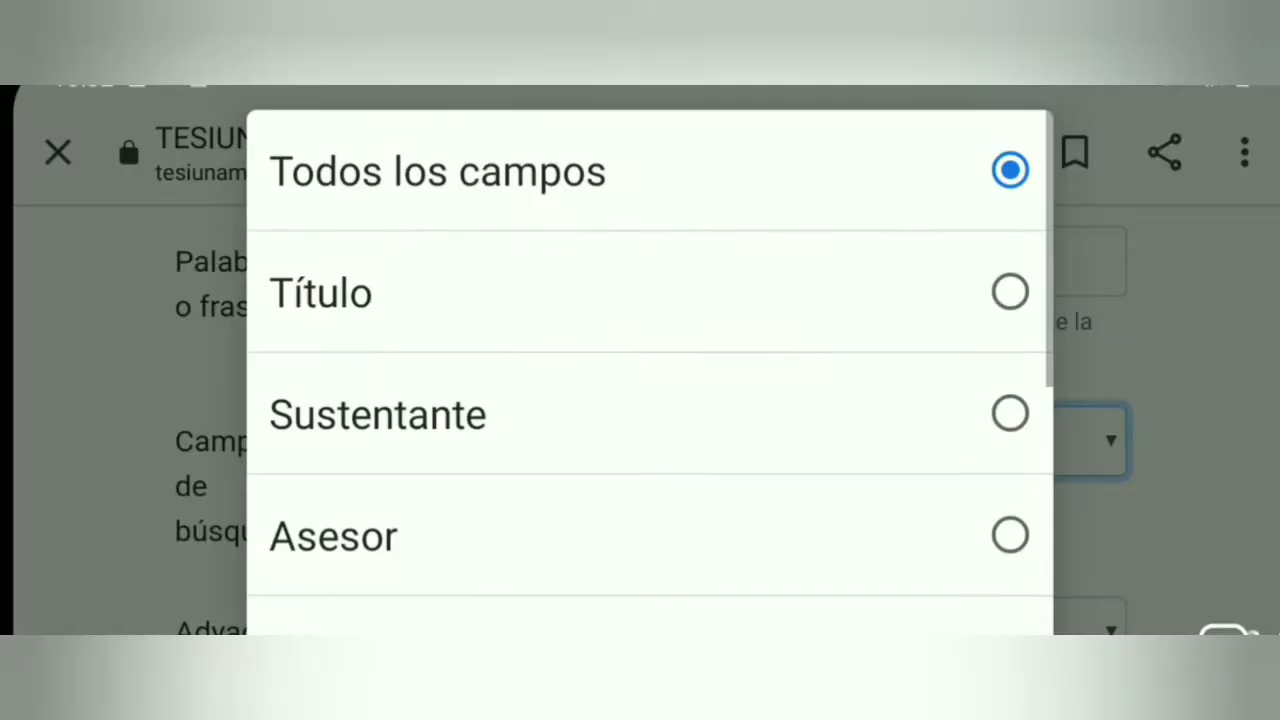 TESIUN
tesiunam
Todos los campos
Palab
o fras
Título
e la
Sustentante
Camp
de
búsqu
Asesor